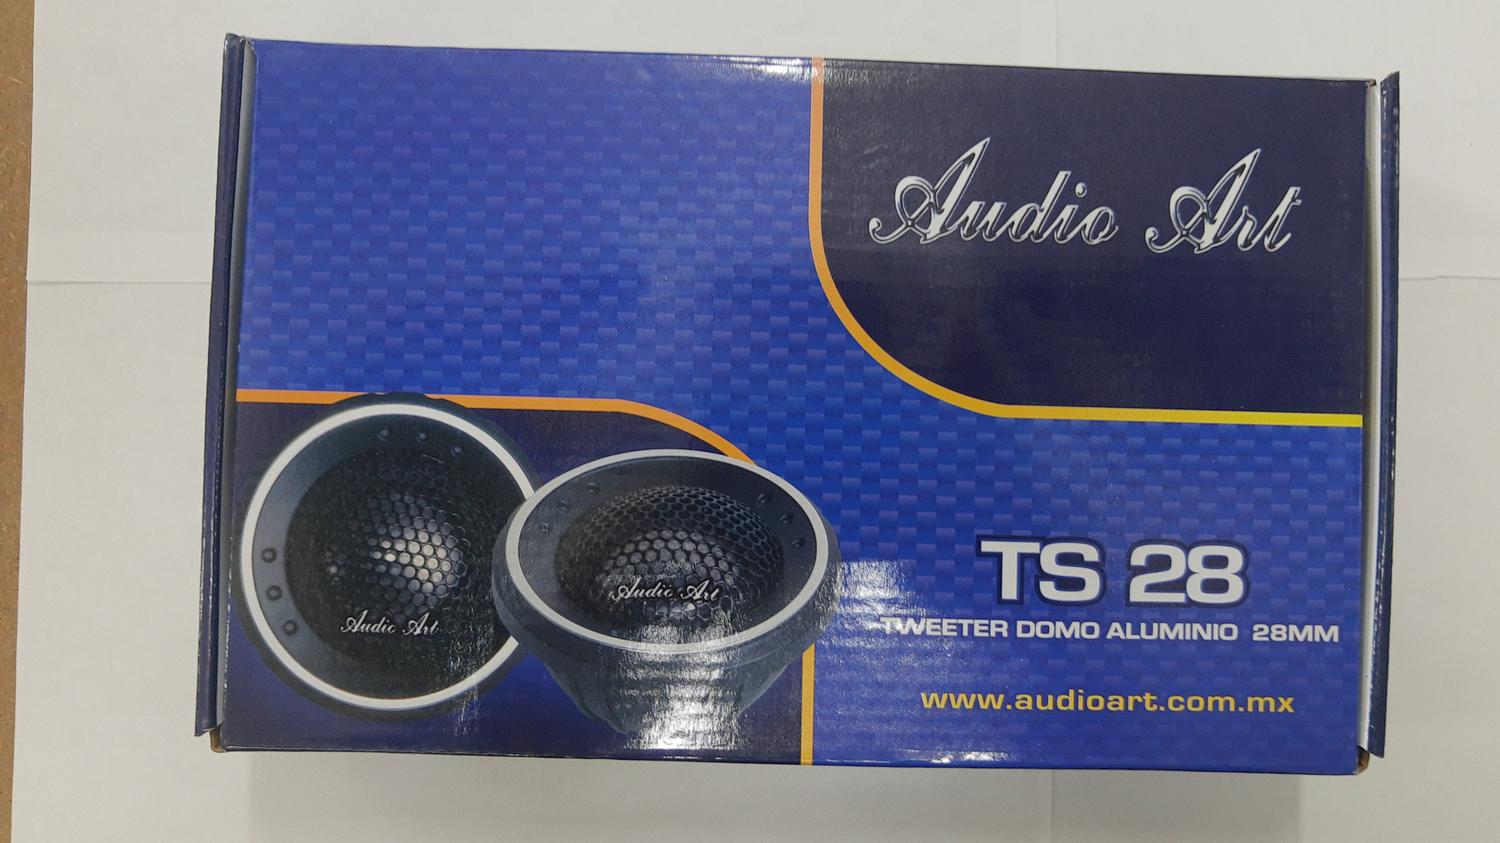 Audio Art
Audio Art
Audio Art
TS 28
TWEETER DOMO ALUMINIO 28MM
www.audioart.com.mx